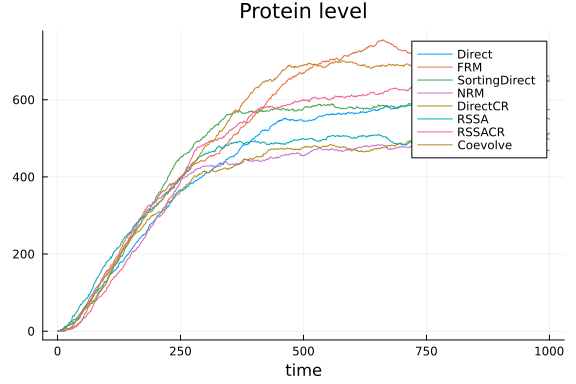 Protein level
Direct
FRM
SortingDirect
NRM
DirectCR
RSSA
RSSACR
Coevolve
600
400
200
0
0 250 500 750 1000
time